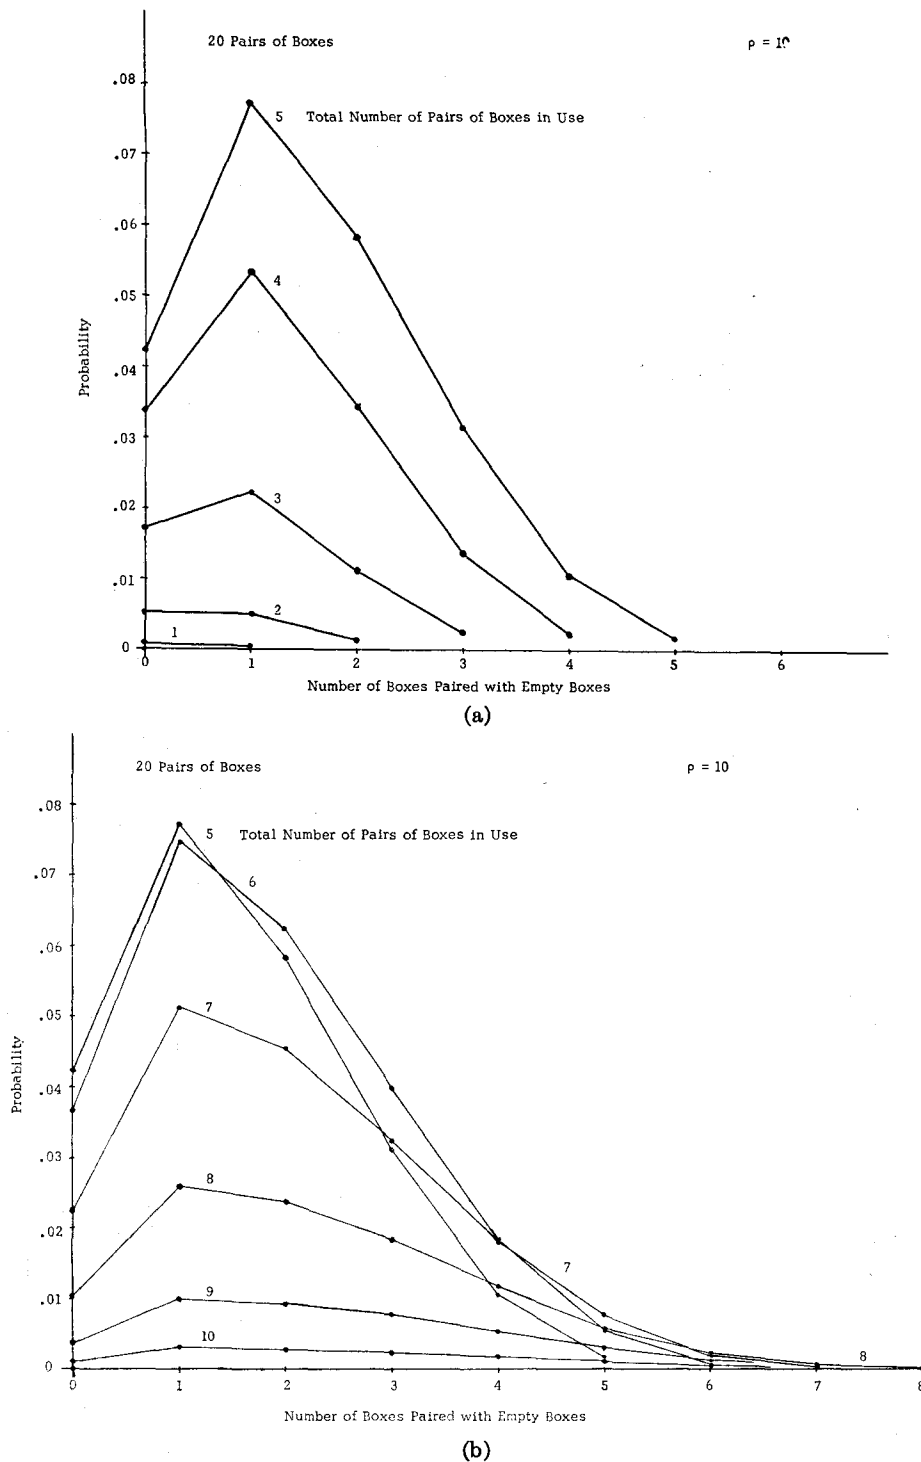 20 Pairs of Boxes
ρ = 10
.08
5 Total Number of Pairs of Boxes in Use
.07
.06
4
.05
Probability
.04
.03
3
.02
.01
2
1
0
0 1 2 3 4 5 6
Number of Boxes Paired with Empty Boxes
(a)
20 Pairs of Boxes
ρ = 10
.08
5 Total Number of Pairs of Boxes in Use
.07
6
.06
.05
7
Probability
.04
.03
8
.02
7
.01
9
10
8
0
0 1 2 3 4 5 6 7 8
Number of Boxes Paired with Empty Boxes
(b)